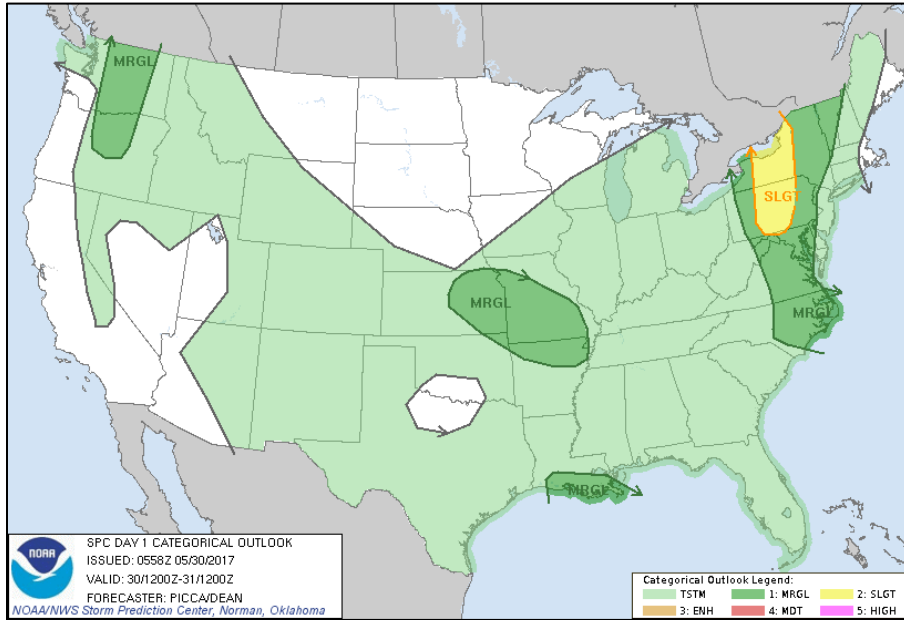 MRGL
SLGT
MRGL
MRGL
MRGL
NOAA
SPC DAY 1 CATEGORICAL OUTLOOK
ISSUED: 0558Z 05/30/2017
VALID: 30/1200Z-31/1200Z
FORECASTER: PICCA/DEAN
NOAA/NWS Storm Prediction Center, Norman, Oklahoma
Categorical Outlook Legend:
TSTM 1: MRGL 2: SLGT
3: ENH 4: MDT 5: HIGH